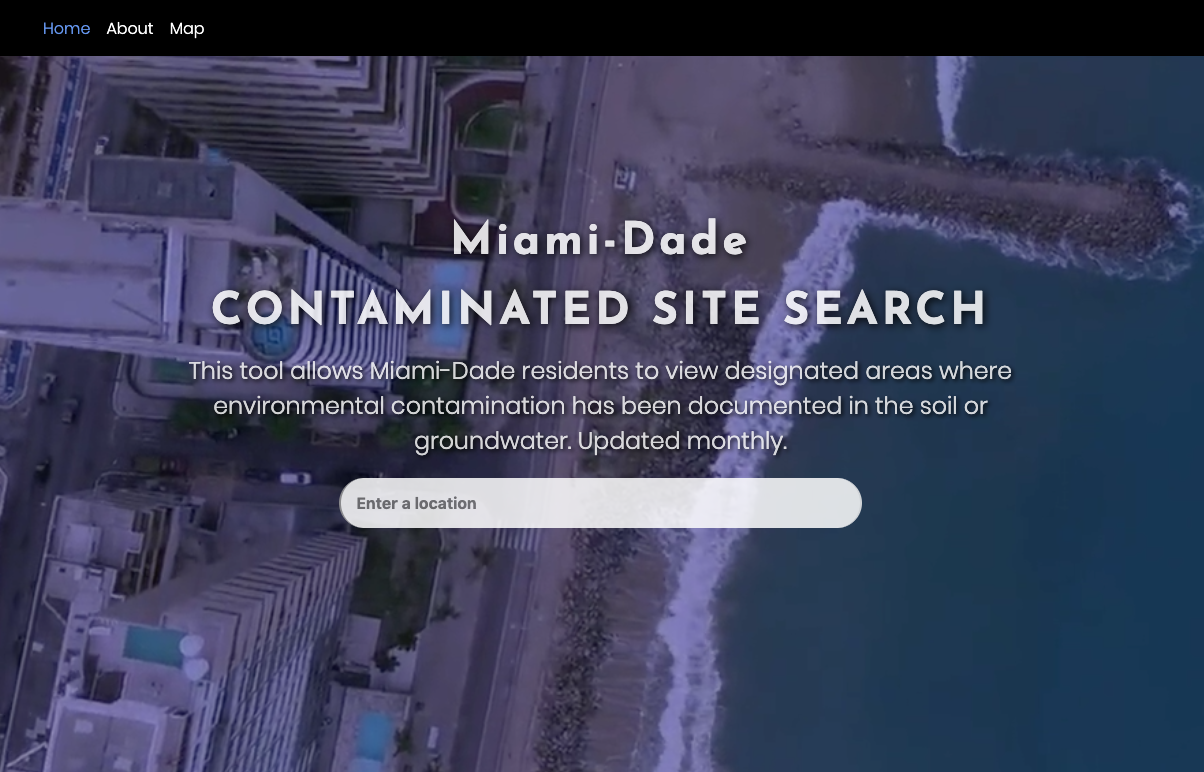 Home About Map
Miami-Dade
CONTAMINATED SITE SEARCH
This tool allows Miami-Dade residents to view designated areas where
environmental contamination has been documented in the soil or
groundwater. Updated monthly.
Enter a location